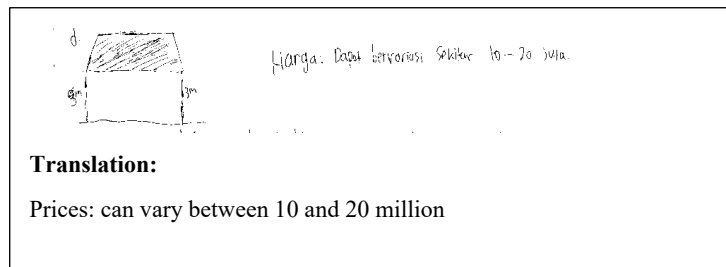 d.
Harga: Dapat bervariasi sekitar 10 - 20 juta.
3m
3m
Translation:
Prices: can vary between 10 and 20 million